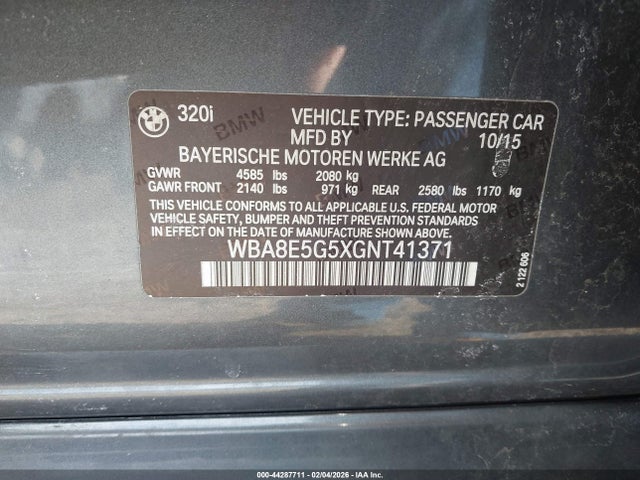 BMW 320i VEHICLE TYPE: PASSENGER CAR
MFD BY 10/15
BAYERISCHE MOTOREN WERKE AG
GVWR 4585 lbs 2080 kg
GAWR FRONT 2140 lbs 971 kg REAR 2580 lbs 1170 kg
THIS VEHICLE CONFORMS TO ALL APPLICABLE U.S. FEDERAL MOTOR
VEHICLE SAFETY, BUMPER AND THEFT PREVENTION STANDARDS
IN EFFECT ON THE DATE OF MANUFACTURE SHOWN ABOVE.
WBA8E5G5XGNT41371
2 122 606
000-44287711 - 02/04/2026 - IAA Inc.